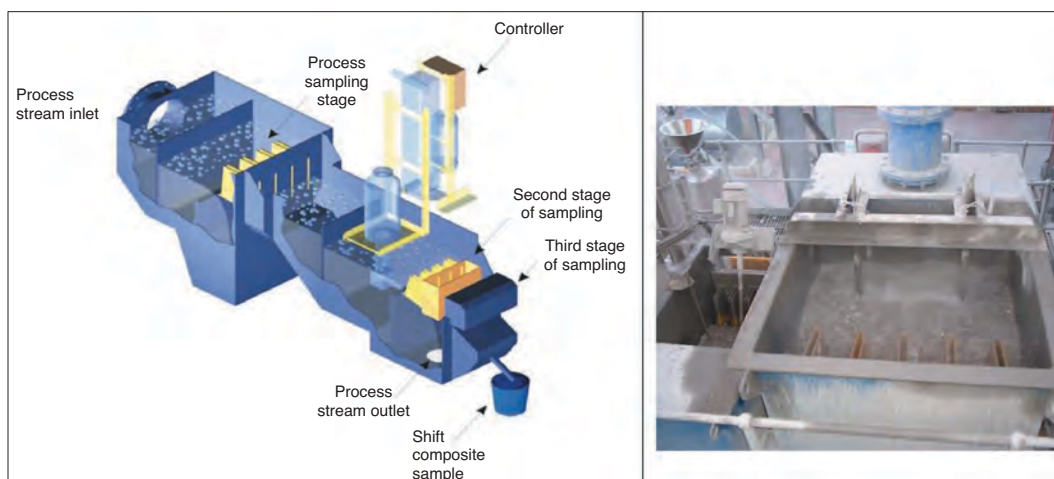 Controller
Process
sampling
stage
Process
stream inlet
Second stage
of sampling
Third stage
of sampling
Process
stream outlet
Shift
composite
sample